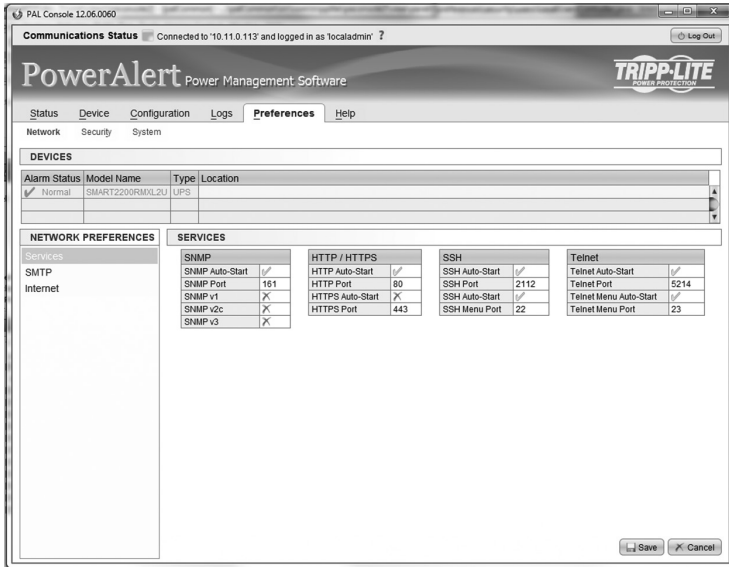 PAL Console 12.06.0060
Communications Status Connected to '10.11.0.113' and logged in as 'localadmin' ? Log Out
PowerAlert Power Management Software
TRIPP-LITE
POWER PROTECTION
Status Device Configuration Logs Preferences Help
Network Security System
DEVICES
Alarm Status Model Name Type Location
Normal SMART2200RMXL2U UPS
NETWORK PREFERENCES
Services
SMTP
Internet
SERVICES
SNMP
SNMP Auto-Start
SNMP Port 161
SNMP v1
SNMP v2c
SNMP v3
HTTP / HTTPS
HTTP Auto-Start
HTTP Port 80
HTTPS Auto-Start
HTTPS Port 443
SSH
SSH Auto-Start
SSH Port 2112
SSH Auto-Start
SSH Menu Port 22
Telnet
Telnet Auto-Start
Telnet Port 5214
Telnet Menu Auto-Start
Telnet Menu Port 23
Save Cancel